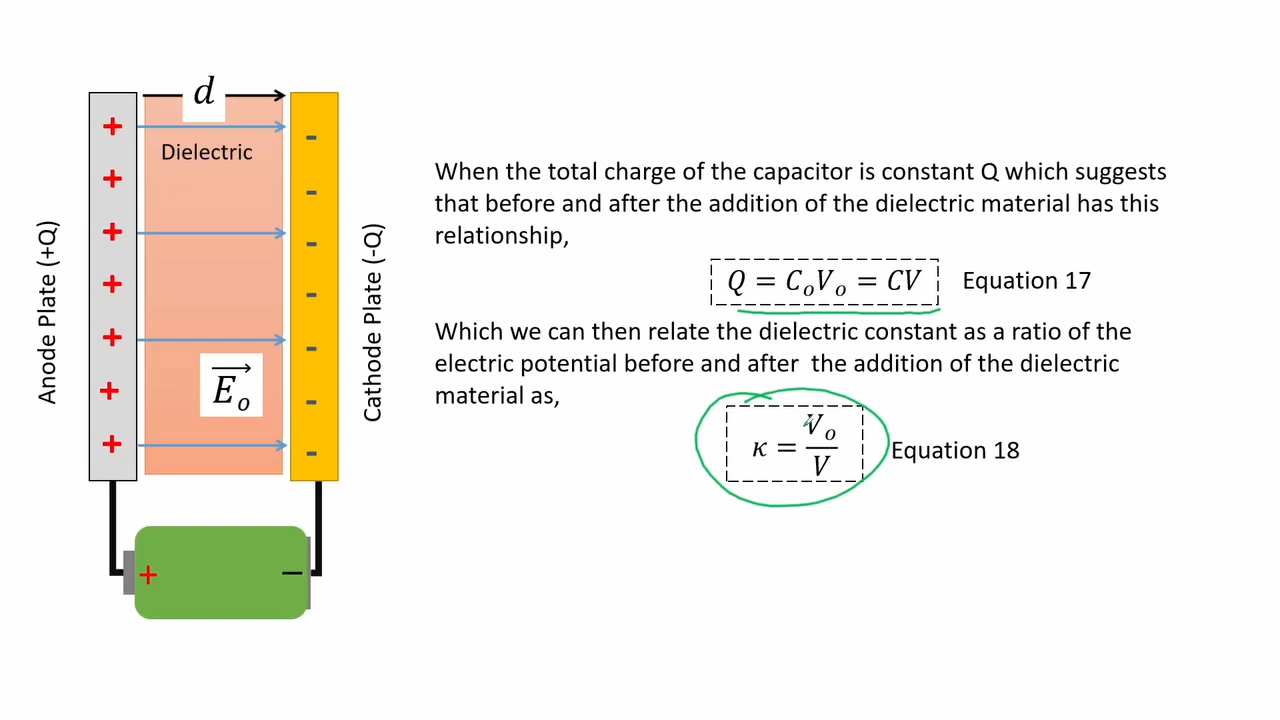 d
+ -
Dielectric
+ -
+ -
+ -
+ -
+ -
+ -
Anode Plate (+Q)
Cathode Plate (-Q)
$\overrightarrow{E_o}$
+ −
When the total charge of the capacitor is constant Q which suggests
that before and after the addition of the dielectric material has this
relationship,
$Q = C_oV_o = CV$ Equation 17
Which we can then relate the dielectric constant as a ratio of the
electric potential before and after the addition of the dielectric
material as,
$\kappa = \frac{V_o}{V}$ Equation 18